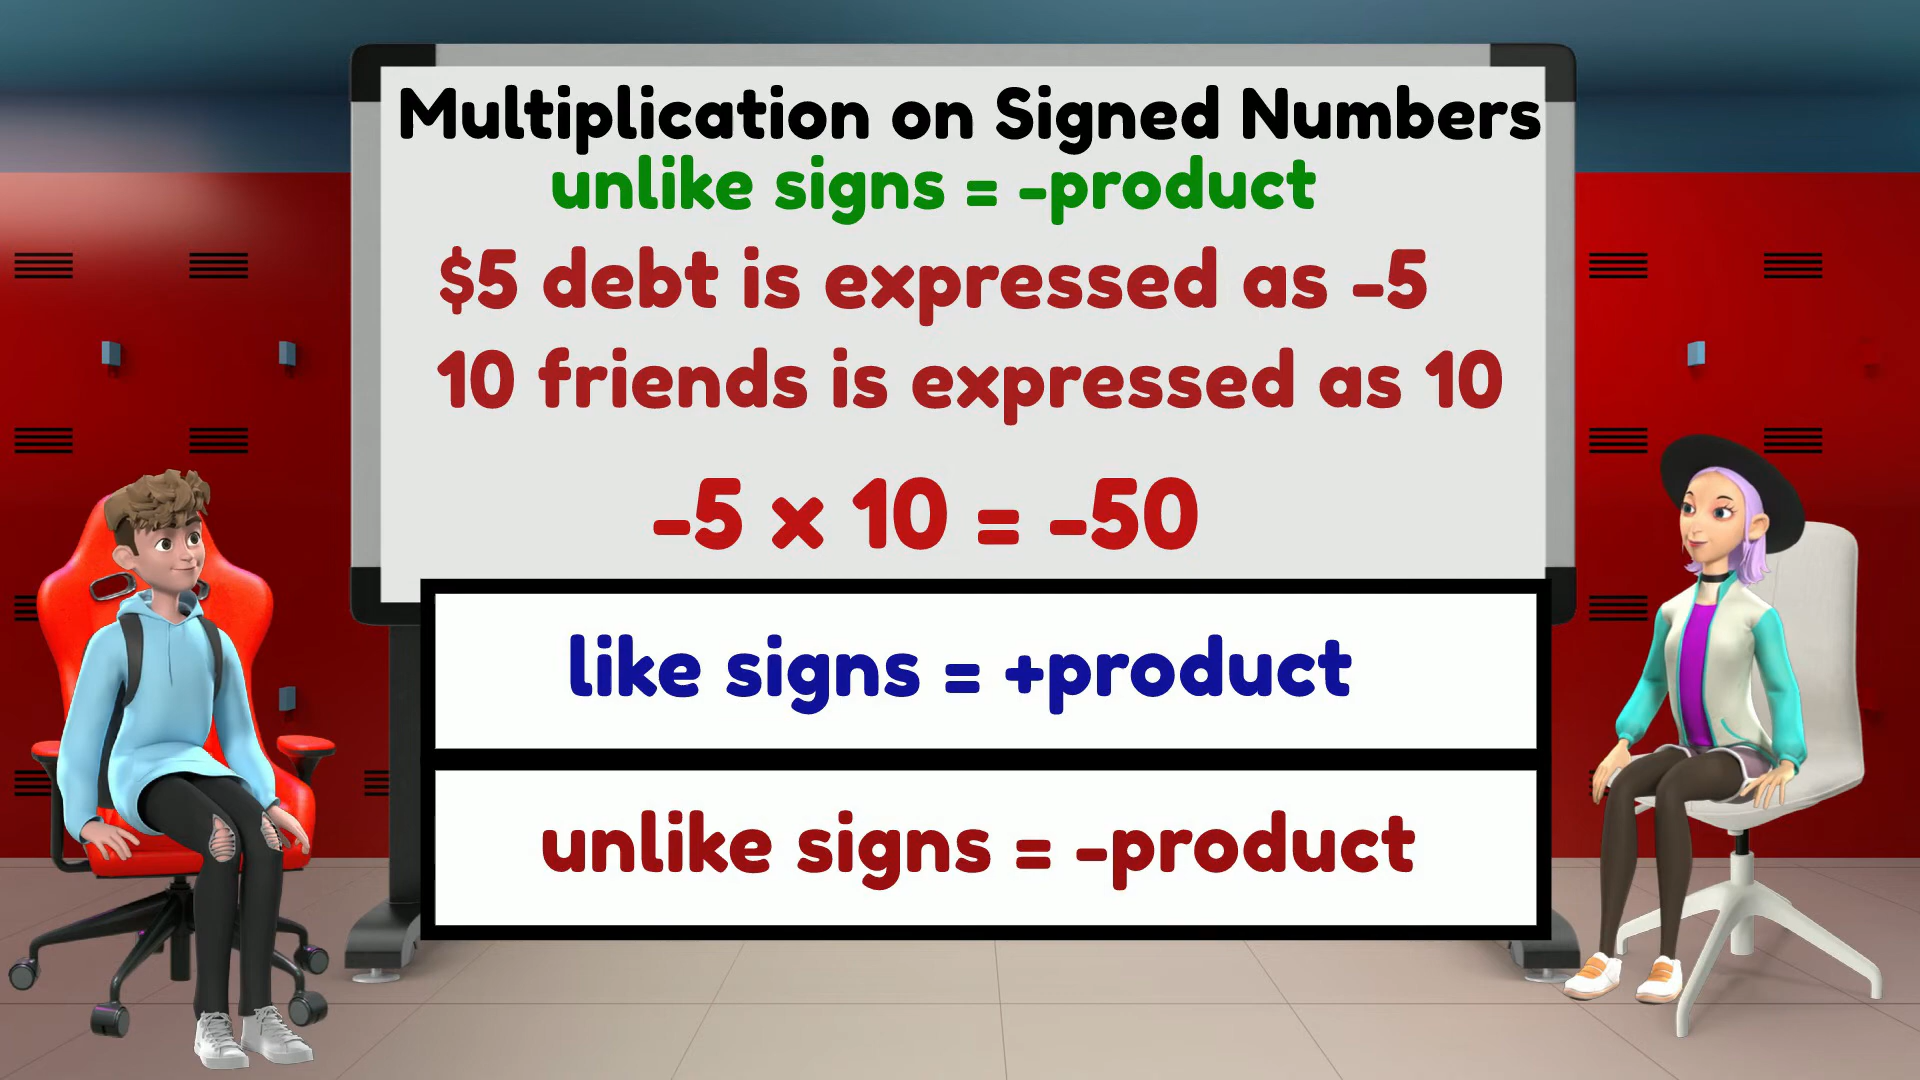 Multiplication on Signed Numbers
unlike signs = -product
$5 debt is expressed as -5
10 friends is expressed as 10
-5 x 10 = -50
like signs = +product
unlike signs = -product